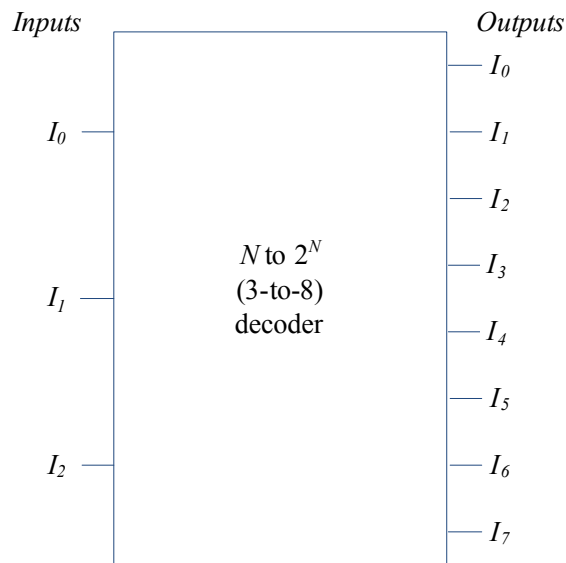 Inputs
Outputs
I₀
I₀
I₁
I₂
N to 2ᴺ
(3-to-8)
decoder
I₁
I₃
I₄
I₅
I₂
I₆
I₇